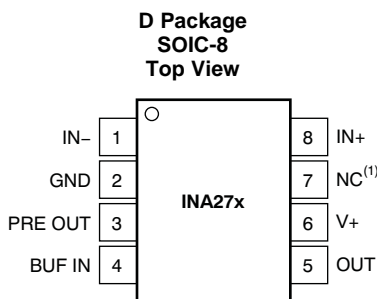 D Package
SOIC-8
Top View
IN− 1 8 IN+
GND 2 7 NC(1)
INA27x
PRE OUT 3 6 V+
BUF IN 4 5 OUT